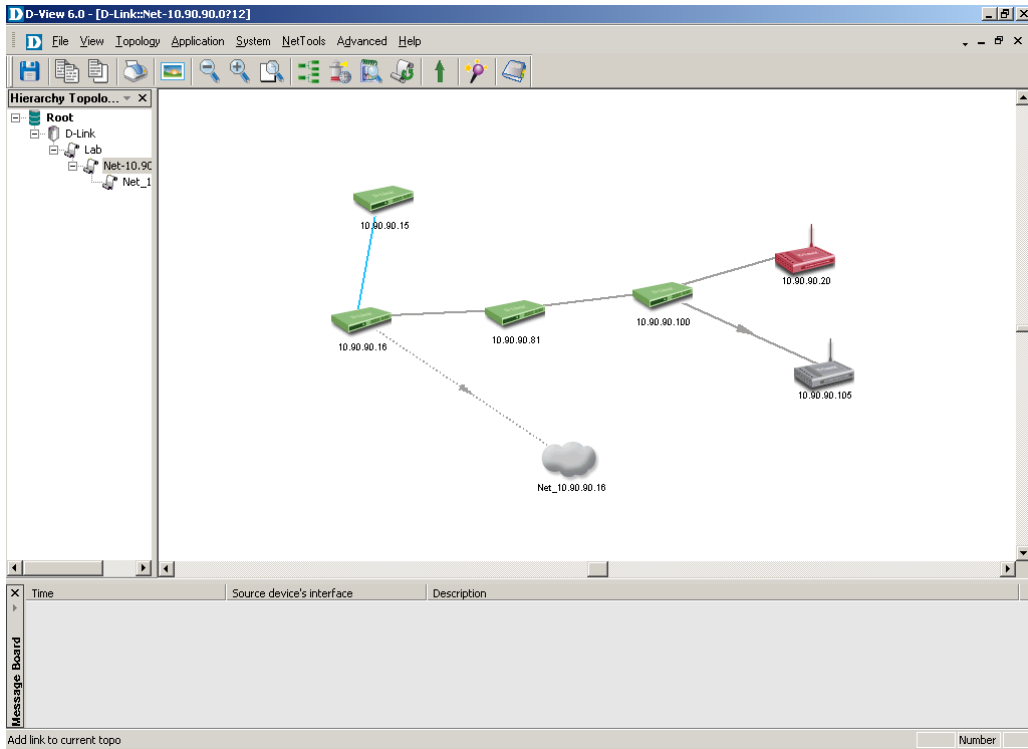 D-View 6.0 - [D-Link::Net-10.90.90.0?12]
File View Topology Application System NetTools Advanced Help
Hierarchy Topolo...
Root
D-Link
Lab
Net-10.90
Net_1
10.90.90.15
10.90.90.20
10.90.90.100
10.90.90.81
10.90.90.16
10.90.90.105
Net_10.90.90.16
Time Source device's interface Description
Message Board
Add link to current topo Number